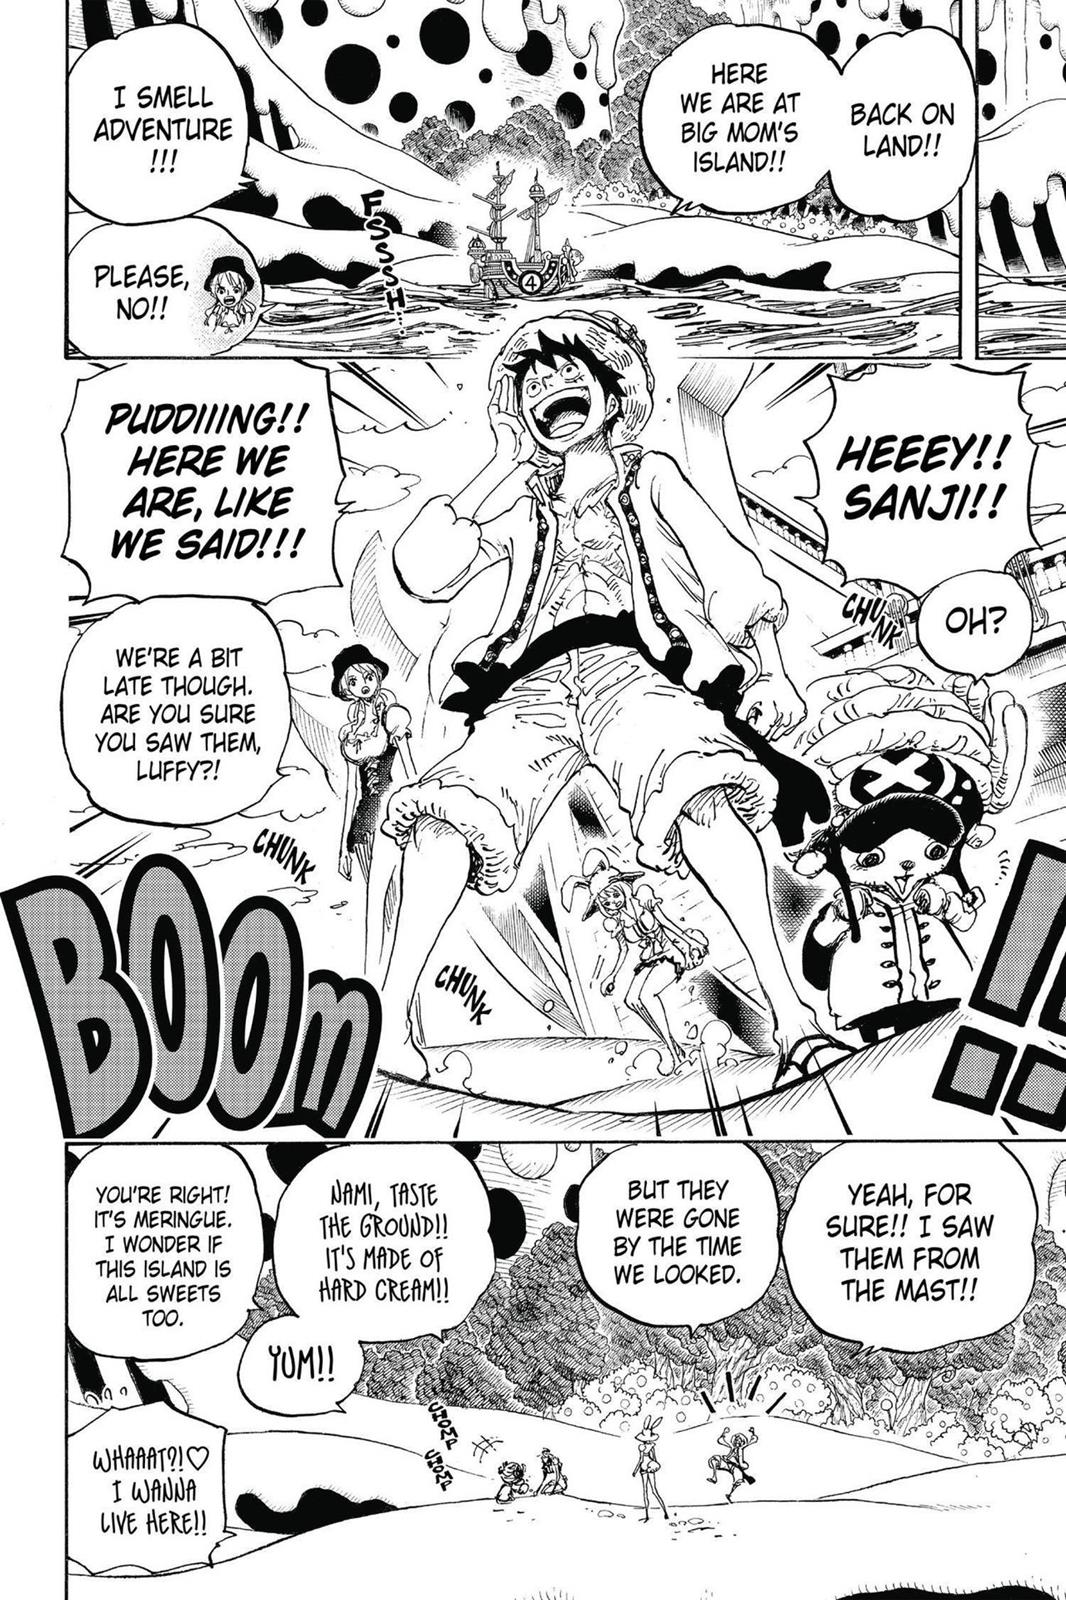 BACK ON
LAND!!
HERE
WE ARE AT
BIG MOM'S
ISLAND!!
I SMELL
ADVENTURE
!!!
PLEASE,
NO!!
FSSSH...
4
HEEEY!!
SANJI!!
OH?
CHUNK
PUDDIIING!!
HERE WE
ARE, LIKE
WE SAID!!!
WE'RE A BIT
LATE THOUGH.
ARE YOU SURE
YOU SAW THEM,
LUFFY?!
CHUNK
CHUNK
BOOM
!!
YEAH, FOR
SURE!! I SAW
THEM FROM
THE MAST!!
BUT THEY
WERE GONE
BY THE TIME
WE LOOKED.
NAMI, TASTE
THE GROUND!!
IT'S MADE OF
HARD CREAM!!
YUM!!
YOU'RE RIGHT!
IT'S MERINGUE.
I WONDER IF
THIS ISLAND IS
ALL SWEETS
TOO.
CHOMP
CHOMP
WHAAAT?!♡
I WANNA
LIVE HERE!!